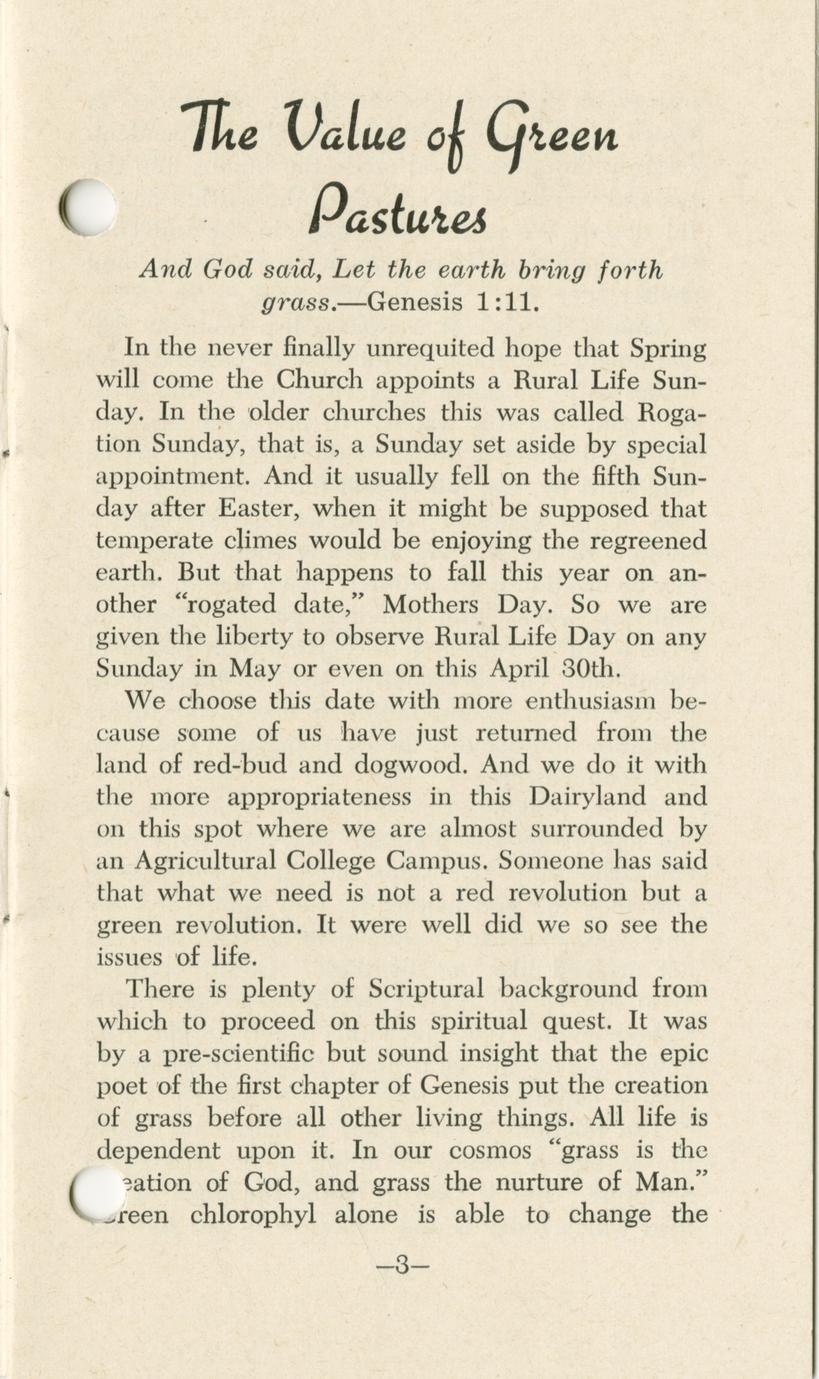 The Value of Green
Pastures
And God said, Let the earth bring forth
grass.—Genesis 1:11.
In the never finally unrequited hope that Spring
will come the Church appoints a Rural Life Sun-
day. In the older churches this was called Roga-
tion Sunday, that is, a Sunday set aside by special
appointment. And it usually fell on the fifth Sun-
day after Easter, when it might be supposed that
temperate climes would be enjoying the regreened
earth. But that happens to fall this year on an-
other “rogated date,” Mothers Day. So we are
given the liberty to observe Rural Life Day on any
Sunday in May or even on this April 30th.
We choose this date with more enthusiasm be-
cause some of us have just returned from the
land of red-bud and dogwood. And we do it with
the more appropriateness in this Dairyland and
on this spot where we are almost surrounded by
an Agricultural College Campus. Someone has said
that what we need is not a red revolution but a
green revolution. It were well did we so see the
issues of life.
There is plenty of Scriptural background from
which to proceed on this spiritual quest. It was
by a pre-scientific but sound insight that the epic
poet of the first chapter of Genesis put the creation
of grass before all other living things. All life is
dependent upon it. In our cosmos “grass is the
eation of God, and grass the nurture of Man.”
reen chlorophyl alone is able to change the
—3—